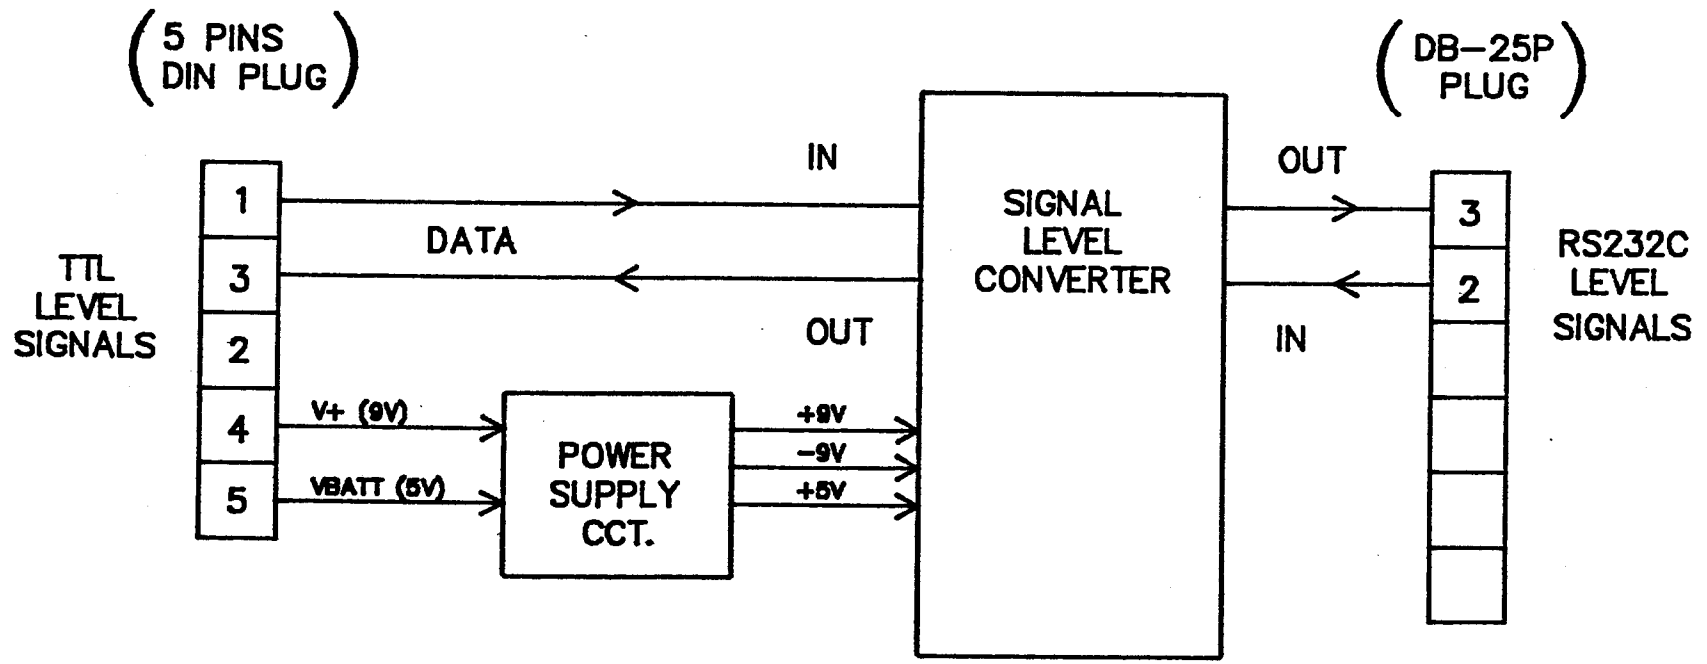 5 PINS
DIN PLUG
DB-25P
PLUG
IN
OUT
1
3
2
4
5
DATA
OUT
IN
TTL
LEVEL
SIGNALS
SIGNAL
LEVEL
CONVERTER
3
2
RS232C
LEVEL
SIGNALS
V+ (9V)
VBATT (5V)
POWER
SUPPLY
CCT.
+9V
-9V
+5V